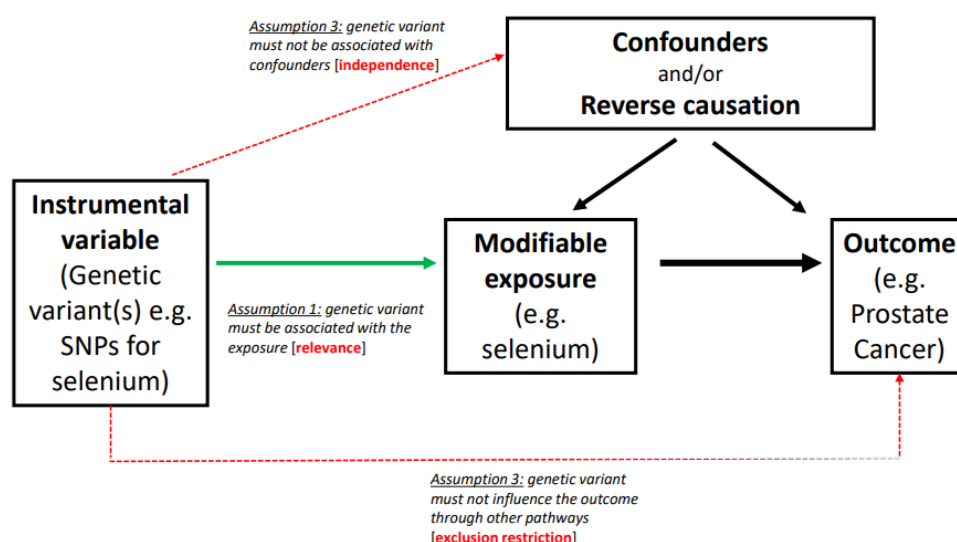 Assumption 3: genetic variant
must not be associated with
confounders [independence]
Confounders
and/or
Reverse causation
Instrumental
variable
(Genetic
variant(s) e.g.
SNPs for
selenium)
Assumption 1: genetic variant
must be associated with the
exposure [relevance]
Modifiable
exposure
(e.g.
selenium)
Outcome
(e.g.
Prostate
Cancer)
Assumption 3: genetic variant
must not influence the outcome
through other pathways
[exclusion restriction]